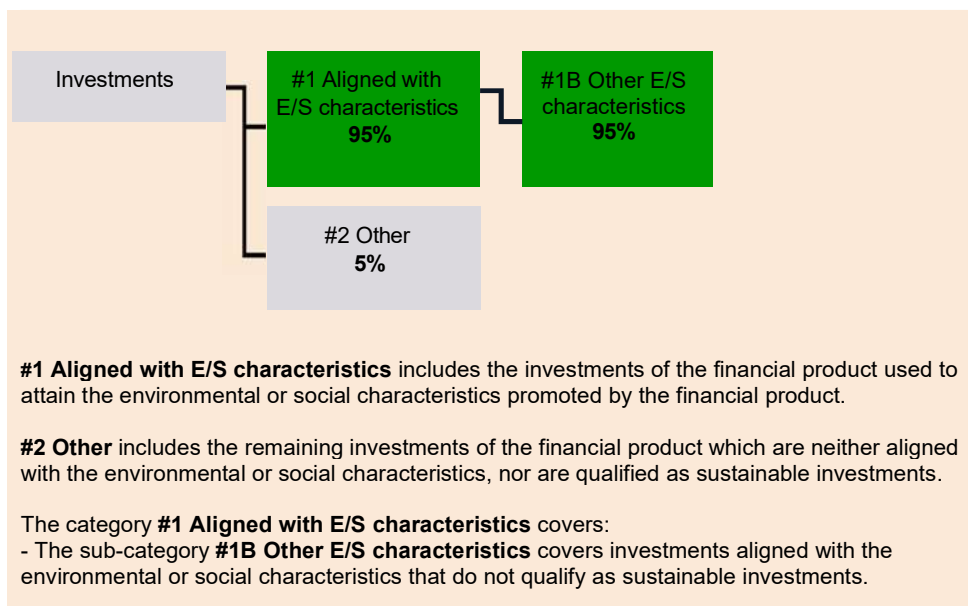 Investments
#1 Aligned with
E/S characteristics
95%
#1B Other E/S
characteristics
95%
#2 Other
5%
#1 Aligned with E/S characteristics includes the investments of the financial product used to
attain the environmental or social characteristics promoted by the financial product.
#2 Other includes the remaining investments of the financial product which are neither aligned
with the environmental or social characteristics, nor are qualified as sustainable investments.
The category #1 Aligned with E/S characteristics covers:
- The sub-category #1B Other E/S characteristics covers investments aligned with the
environmental or social characteristics that do not qualify as sustainable investments.